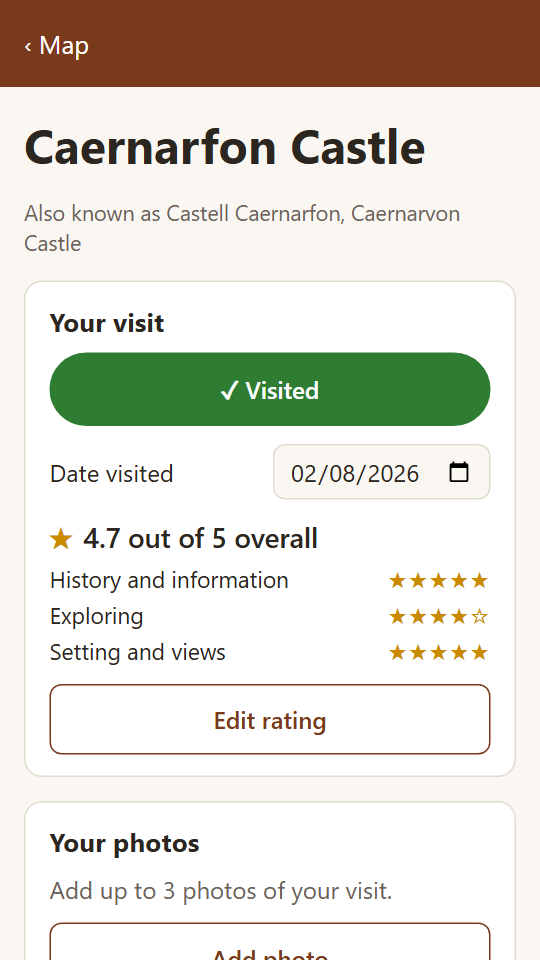 ‹ Map
Caernarfon Castle
Also known as Castell Caernarfon, Caernarvon
Castle
Your visit
✓ Visited
Date visited 02/08/2026
★ 4.7 out of 5 overall
History and information ★★★★★
Exploring ★★★★☆
Setting and views ★★★★★
Edit rating
Your photos
Add up to 3 photos of your visit.
Add photo